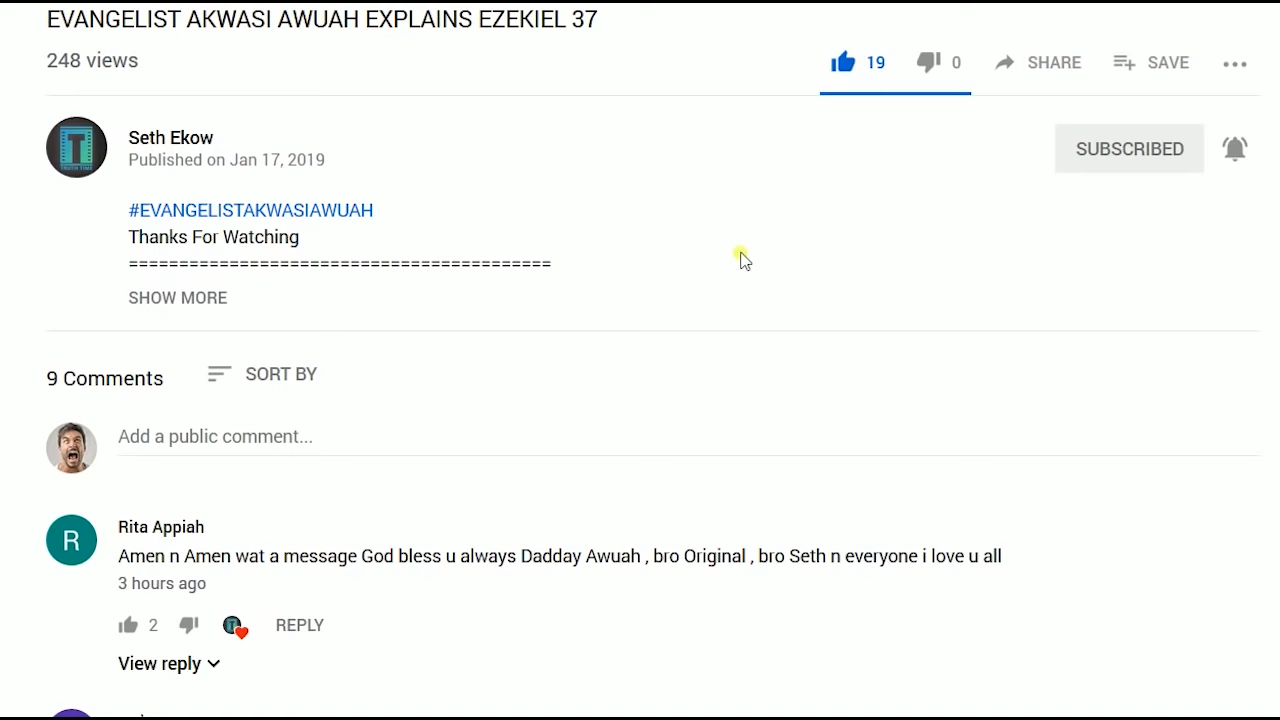 EVANGELIST AKWASI AWUAH EXPLAINS EZEKIEL 37
248 views
19 0 SHARE SAVE
Seth Ekow
Published on Jan 17, 2019
SUBSCRIBED
#EVANGELISTAKWASIAWUAH
Thanks For Watching
==========================================
SHOW MORE
9 Comments SORT BY
Add a public comment...
R
Rita Appiah
Amen n Amen wat a message God bless u always Dadday Awuah , bro Original , bro Seth n everyone i love u all
3 hours ago
2 REPLY
View reply